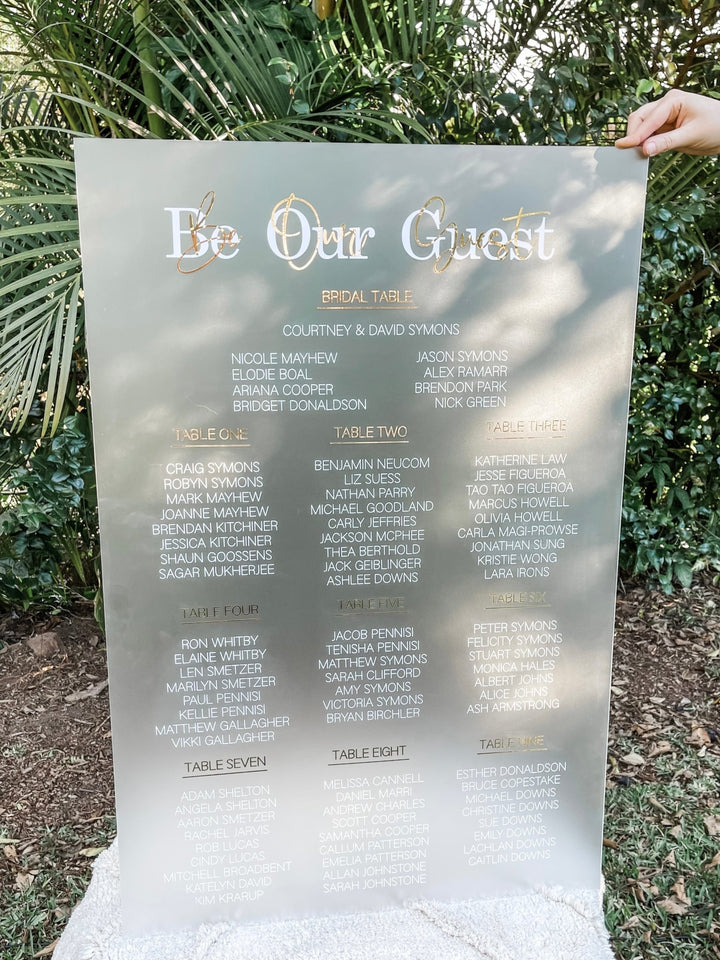 Be Our Guest
Be Our Guest
BRIDAL TABLE
COURTNEY & DAVID SYMONS
NICOLE MAYHEW
ELODIE BOAL
ARIANA COOPER
BRIDGET DONALDSON
JASON SYMONS
ALEX RAMARR
BRENDON PARK
NICK GREEN
TABLE ONE
CRAIG SYMONS
ROBYN SYMONS
MARK MAYHEW
JOANNE MAYHEW
BRENDAN KITCHINER
JESSICA KITCHINER
SHAUN GOOSSENS
SAGAR MUKHERJEE
TABLE TWO
BENJAMIN NEUCOM
LIZ SUESS
NATHAN PARRY
MICHAEL GOODLAND
CARLY JEFFRIES
JACKSON MCPHEE
THEA BERTHOLD
JACK GEIBLINGER
ASHLEE DOWNS
TABLE THREE
KATHERINE LAW
JESSE FIGUEROA
TAO TAO FIGUEROA
MARCUS HOWELL
OLIVIA HOWELL
CARLA MAGI-PROWSE
JONATHAN SUNG
KRISTIE WONG
LARA IRONS
TABLE FOUR
RON WHITBY
ELAINE WHITBY
LEN SMETZER
MARILYN SMETZER
PAUL PENNISI
KELLIE PENNISI
MATTHEW GALLAGHER
VIKKI GALLAGHER
TABLE FIVE
JACOB PENNISI
TENISHA PENNISI
MATTHEW SYMONS
SARAH CLIFFORD
AMY SYMONS
VICTORIA SYMONS
BRYAN BIRCHLER
TABLE SIX
PETER SYMONS
FELICITY SYMONS
STUART SYMONS
MONICA HALES
ALBERT JOHNS
ALICE JOHNS
ASH ARMSTRONG
TABLE SEVEN
ADAM SHELTON
ANGELA SHELTON
AARON SMETZER
RACHEL JARVIS
ROB LUCAS
CINDY LUCAS
MITCHELL BROADBENT
KATELYN DAVID
KIM KRARUP
TABLE EIGHT
MELISSA CANNELL
DANIEL MARRI
ANDREW CHARLES
SCOTT COOPER
SAMANTHA COOPER
CALLUM PATTERSON
EMELIA PATTERSON
ALLAN JOHNSTONE
SARAH JOHNSTONE
TABLE NINE
ESTHER DONALDSON
BRUCE COPESTAKE
MICHAEL DOWNS
CHRISTINE DOWNS
SUE DOWNS
EMILY DOWNS
LACHLAN DOWNS
CAITLIN DOWNS